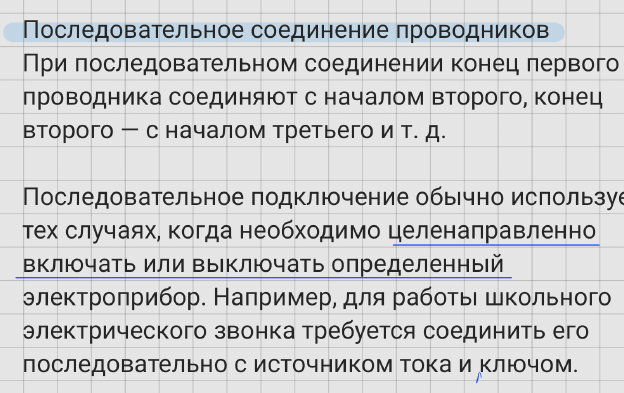 Последовательное соединение проводников
При последовательном соединении конец первого
проводника соединяют с началом второго, конец
второго — с началом третьего и т. д.
Последовательное подключение обычно используе
тех случаях, когда необходимо целенаправленно
включать или выключать определенный
электроприбор. Например, для работы школьного
электрического звонка требуется соединить его
последовательно с источником тока и ключом.